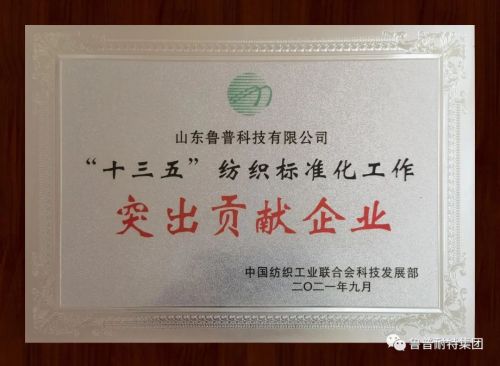 山东鲁普科技有限公司
“十三五”纺织标准化工作
突出贡献企业
中国纺织工业联合会科技发展部
二〇二一年九月
鲁普耐特集团